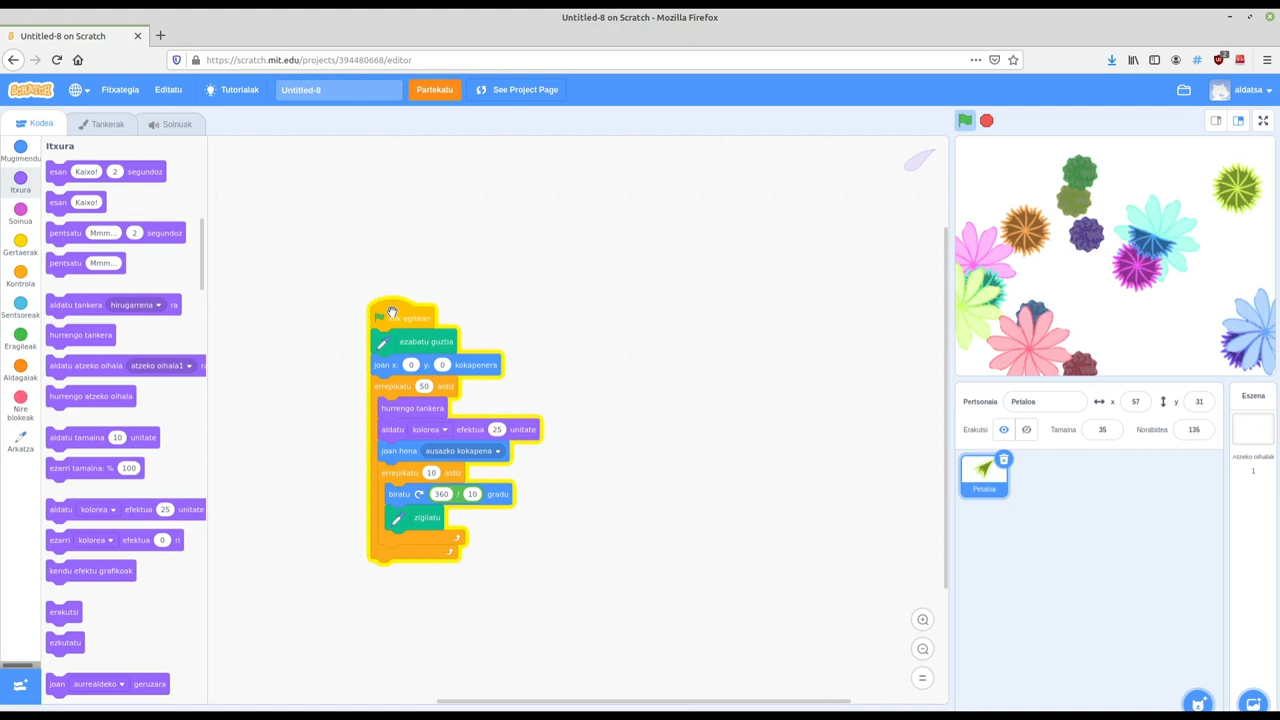 Untitled-8 on Scratch - Mozilla Firefox
Untitled-8 on Scratch
https://scratch.mit.edu/projects/394480668/editor
2
SCRATCH
Fitxategia
Editatu
Tutorialak
Untitled-8
Partekatu
See Project Page
aldatsa
Kodea
Tankerak
Soinuak
Mugimendu
Itxura
Soinua
Gertaerak
Kontrola
Sentsoreak
Eragileak
Aldagaiak
Nire
blokeak
Arkatza
Itxura
esan Kaixo! 2 segundoz
esan Kaixo!
pentsatu Mmm... 2 segundoz
pentsatu Mmm...
aldatu tankera hirugarrena ra
hurrengo tankera
aldatu atzeko oihala atzeko oihala1
hurrengo atzeko oihala
aldatu tamaina 10 unitate
ezarri tamaina: % 100
aldatu kolorea efektua 25 unitate
ezarri kolorea efektua 0 ri
kendu efektu grafikoak
erakutsi
ezkutatu
joan aurrealdeko geruzara
egitean
ezabatu guztia
joan x: 0 y: 0 kokapenera
errepikatu 50 aldiz
hurrengo tankera
aldatu kolorea efektua 25 unitate
joan hona ausazko kokapena
errepikatu 10 aldiz
biratu 360 / 10 gradu
zigilatu
Pertsonaia Petaloa x 57 y 31
Erakutsi Tamaina 35 Norabidea 135
Petaloa
Eszena
Atzeko oihalak
1